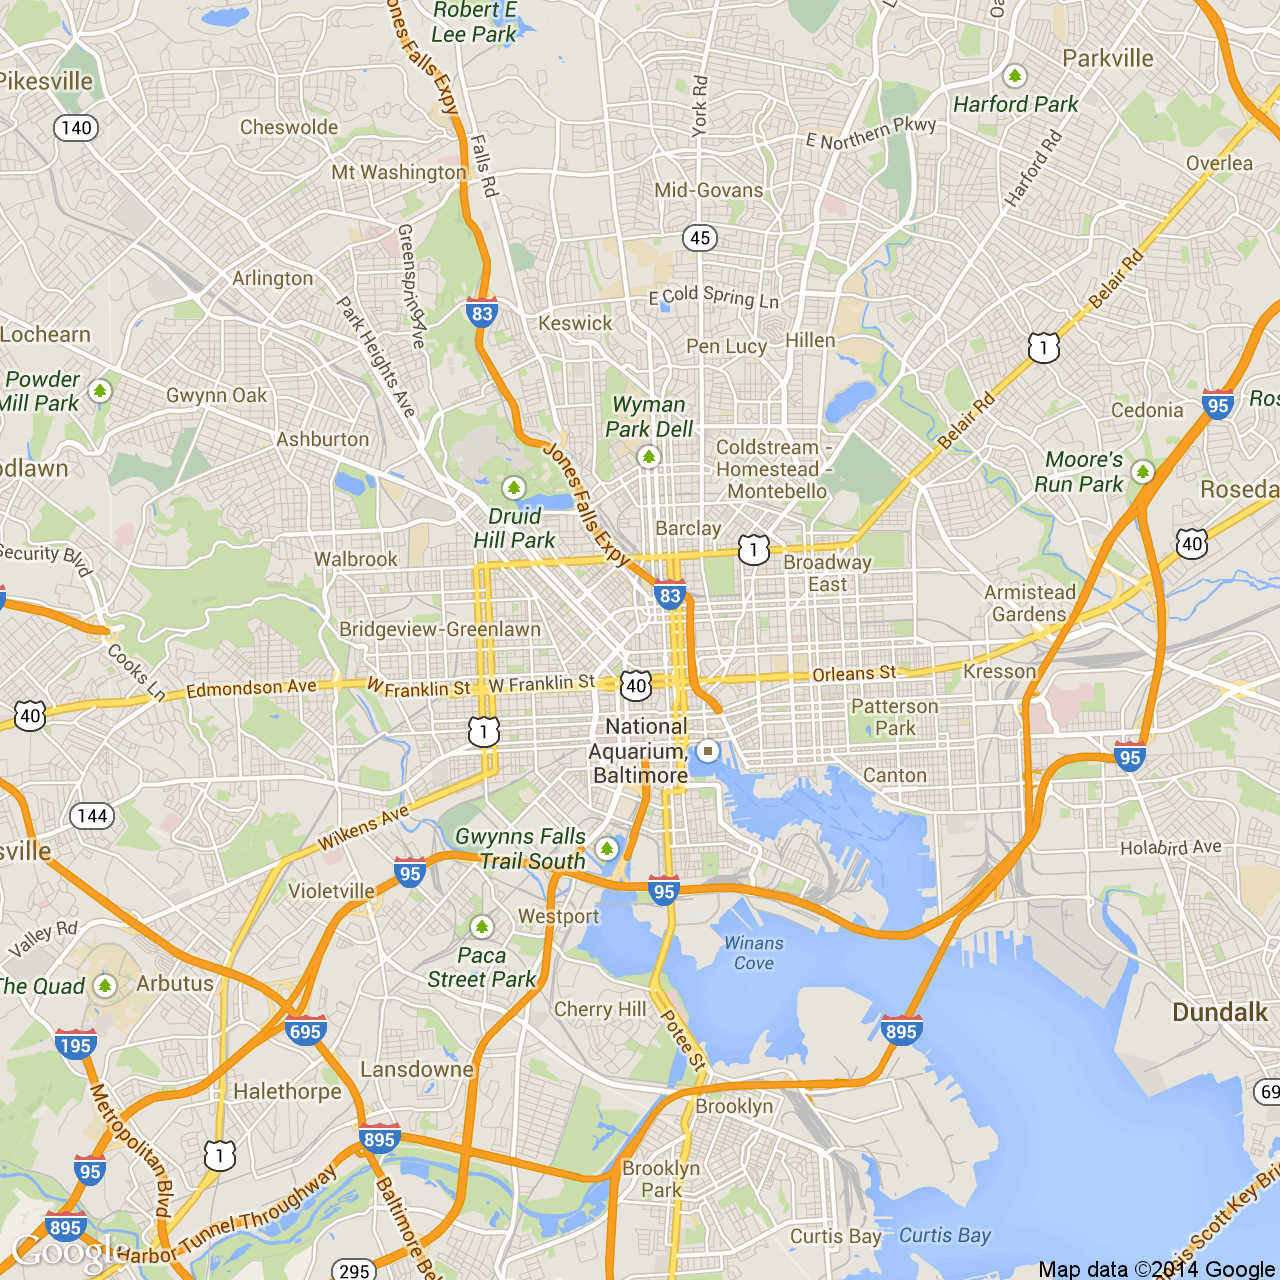 Robert E
Lee Park
Jones Falls Expy
Pikesville
140
Cheswolde
Mt Washington
Falls Rd
York Rd
Parkville
Harford Park
E Northern Pkwy
Harford Rd
Overlea
Mid-Govans
45
Greenspring Ave
Arlington
Park Heights Ave
83
E Cold Spring Ln
Belair Rd
Keswick
Pen Lucy
Hillen
1
Lochearn
Powder
Mill Park
Gwynn Oak
Ashburton
Wyman
Park Dell
Belair Rd
Cedonia
95
Coldstream -
Homestead -
Montebello
Moore's
Run Park
Jones Falls Expy
Druid
Hill Park
Barclay
1
40
Security Blvd
Walbrook
Broadway
East
83
Armistead
Gardens
Bridgeview-Greenlawn
Cooks Ln
Edmondson Ave
W Franklin St
W Franklin St
40
Orleans St
Kresson
40
1
National
Aquarium,
Baltimore
Patterson
Park
95
Canton
144
Wilkens Ave
Gwynns Falls
Trail South
Holabird Ave
95
Violetville
95
Westport
Valley Rd
Paca
Street Park
Winans
Cove
The Quad
Arbutus
Cherry Hill
Dundalk
195
695
Potee St
895
Lansdowne
Halethorpe
Metropolitan Blvd
Brooklyn
895
1
95
Brooklyn
Park
895
Harbor Tunnel Throughway
Curtis Bay
Curtis Bay
295
Google
Map data ©2014 Google